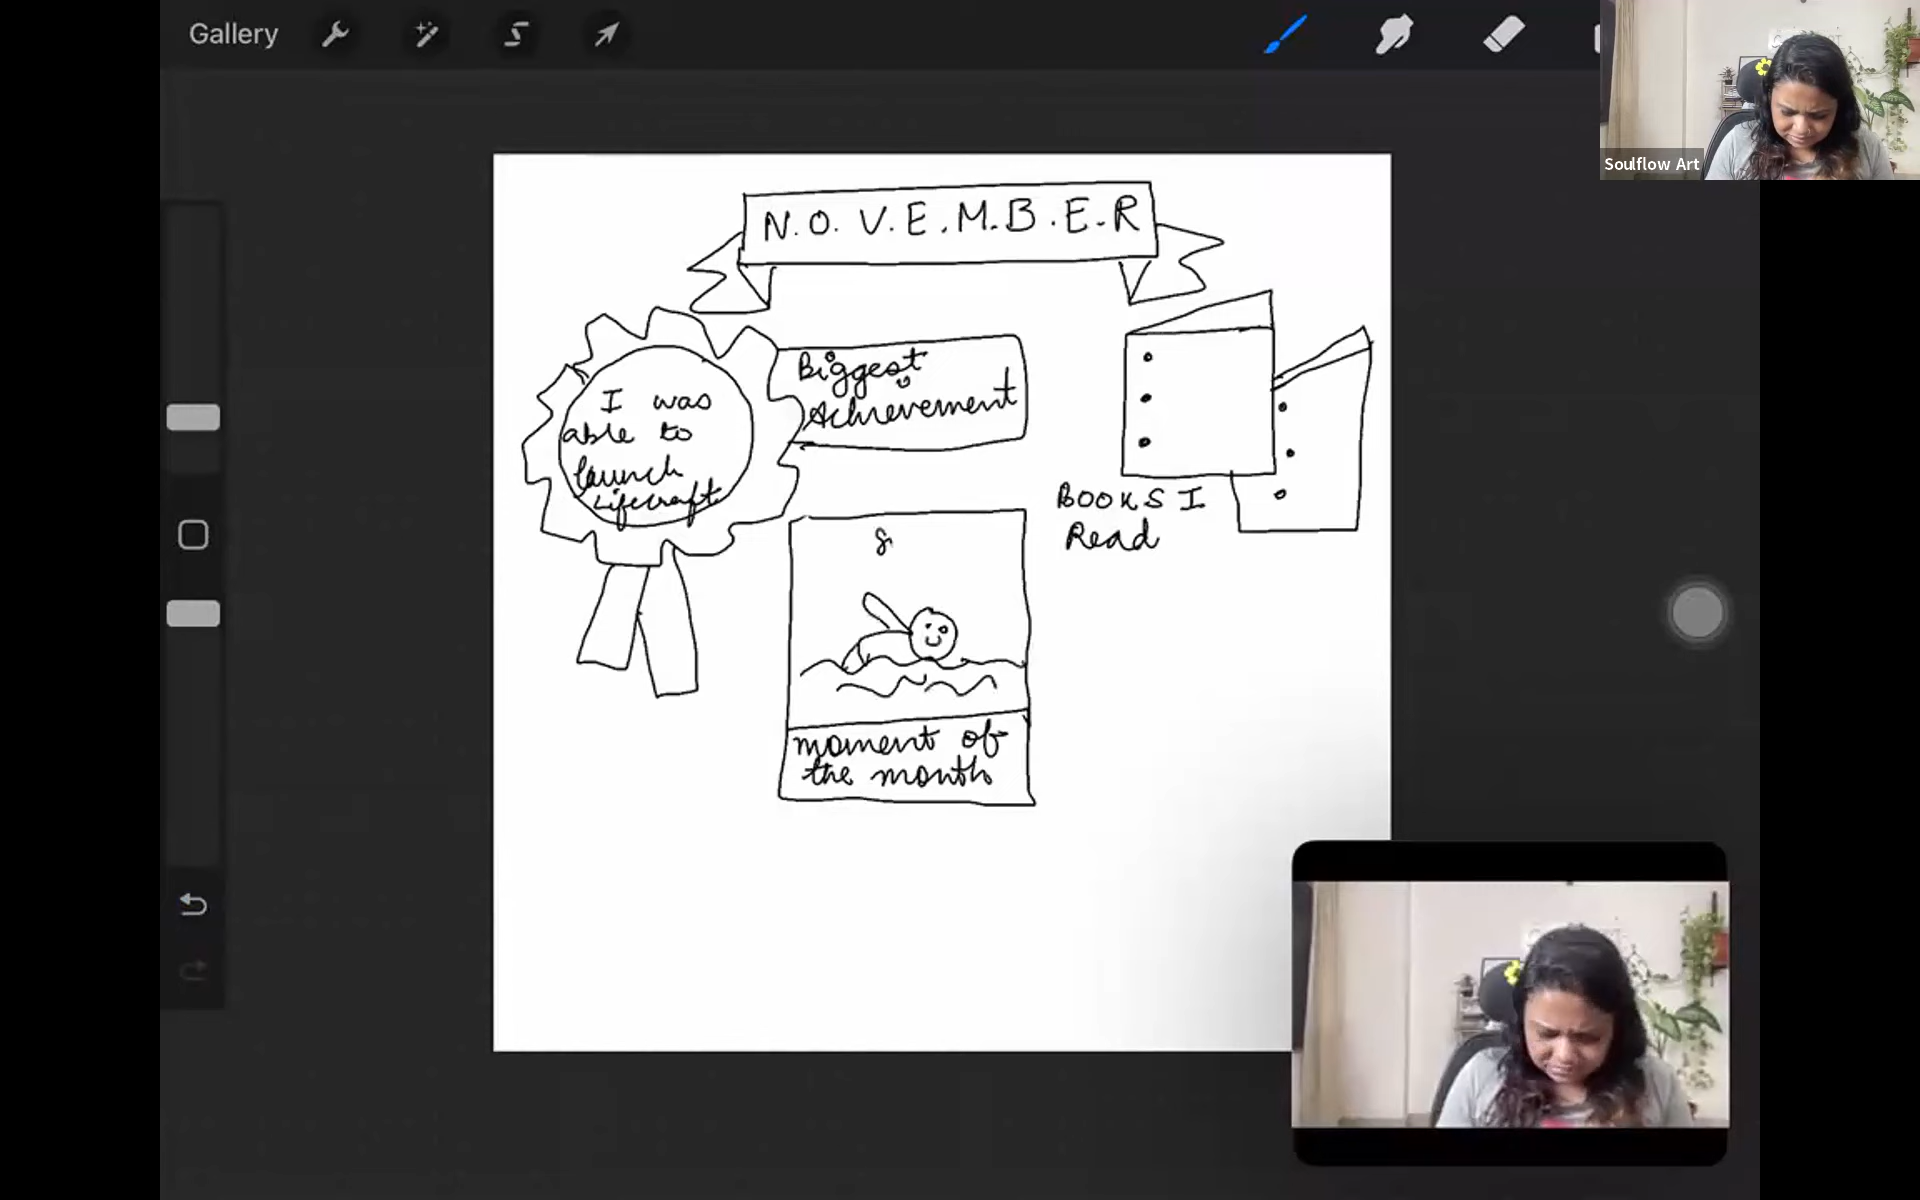 Gallery
Soulflow Art
N.O.V.E.M.B.E.R
Biggest
Achievement
I was
able to
launch
Lifecraft.
BOOKS I
Read
moment of
the month